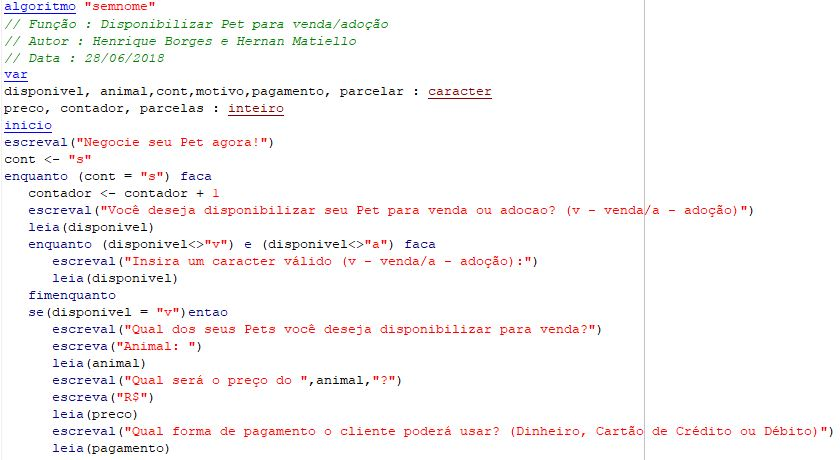 algoritmo "semnome"
// Função : Disponibilizar Pet para venda/adoção
// Autor : Henrique Borges e Hernan Matiello
// Data : 28/06/2018
var
disponivel, animal,cont,motivo,pagamento, parcelar : caracter
preco, contador, parcelas : inteiro
inicio
escreval("Negocie seu Pet agora!")
cont <- "s"
enquanto (cont = "s") faca
contador <- contador + 1
escreval("Você deseja disponibilizar seu Pet para venda ou adocao? (v - venda/a - adoção)")
leia(disponivel)
enquanto (disponivel<>"v") e (disponivel<>"a") faca
escreval("Insira um caracter válido (v - venda/a - adoção):")
leia(disponivel)
fimenquanto
se(disponivel = "v")entao
escreval("Qual dos seus Pets você deseja disponibilizar para venda?")
escreva("Animal: ")
leia(animal)
escreval("Qual será o preço do ",animal,"?")
escreva("R$")
leia(preco)
escreval("Qual forma de pagamento o cliente poderá usar? (Dinheiro, Cartão de Crédito ou Débito)")
leia(pagamento)